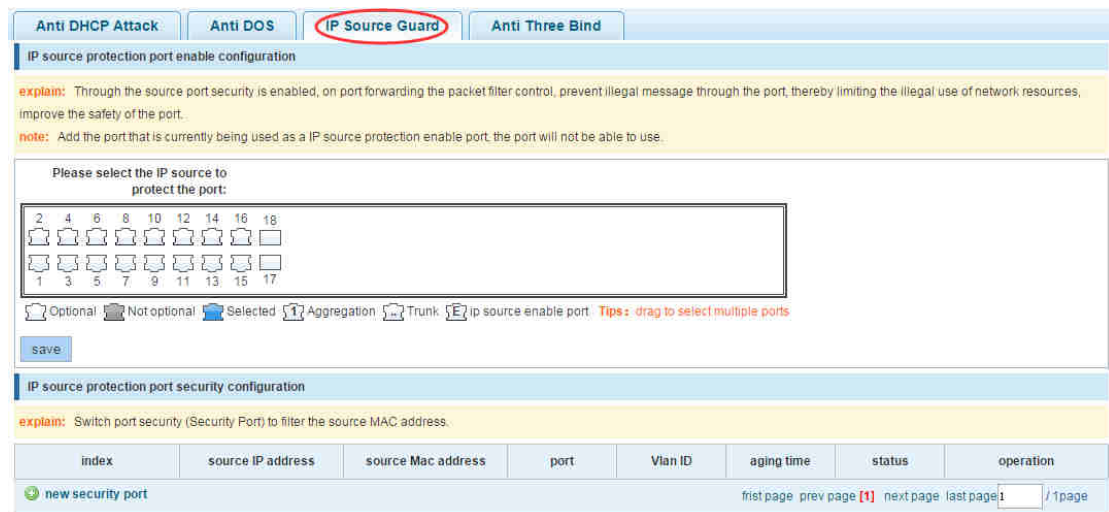 Anti DHCP Attack Anti DOS IP Source Guard Anti Three Bind
IP source protection port enable configuration
explain: Through the source port security is enabled, on port forwarding the packet filter control, prevent illegal message through the port, thereby limiting the illegal use of network resources,
improve the safety of the port.
note: Add the port that is currently being used as a IP source protection enable port, the port will not be able to use.
Please select the IP source to
protect the port:
2 4 6 8 10 12 14 16 18
1 3 5 7 9 11 13 15 17
Optional Not optional Selected 1 Aggregation Trunk E ip source enable port Tips: drag to select multiple ports
save
IP source protection port security configuration
explain: Switch port security (Security Port) to filter the source MAC address.
index source IP address source Mac address port Vlan ID aging time status operation
new security port frist page prev page [1] next page last page 1 / 1page